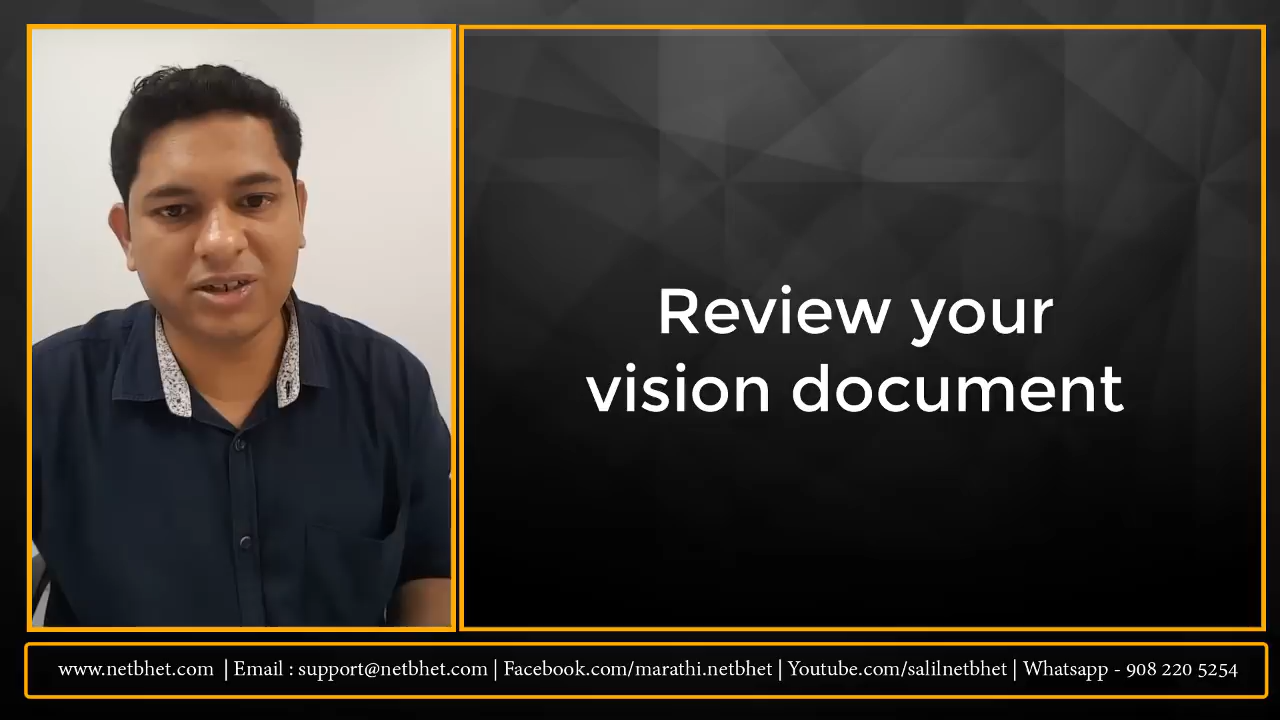 Review your
vision document
www.netbhet.com | Email : support@netbhet.com | Facebook.com/marathi.netbhet | Youtube.com/salilnetbhet | Whatsapp - 908 220 5254